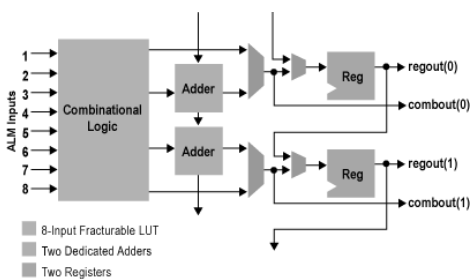 ALM Inputs
1
2
3
4
5
6
7
8
Combinational
Logic
Adder
Adder
Reg
Reg
regout(0)
combout(0)
regout(1)
combout(1)
8-Input Fracturable LUT
Two Dedicated Adders
Two Registers